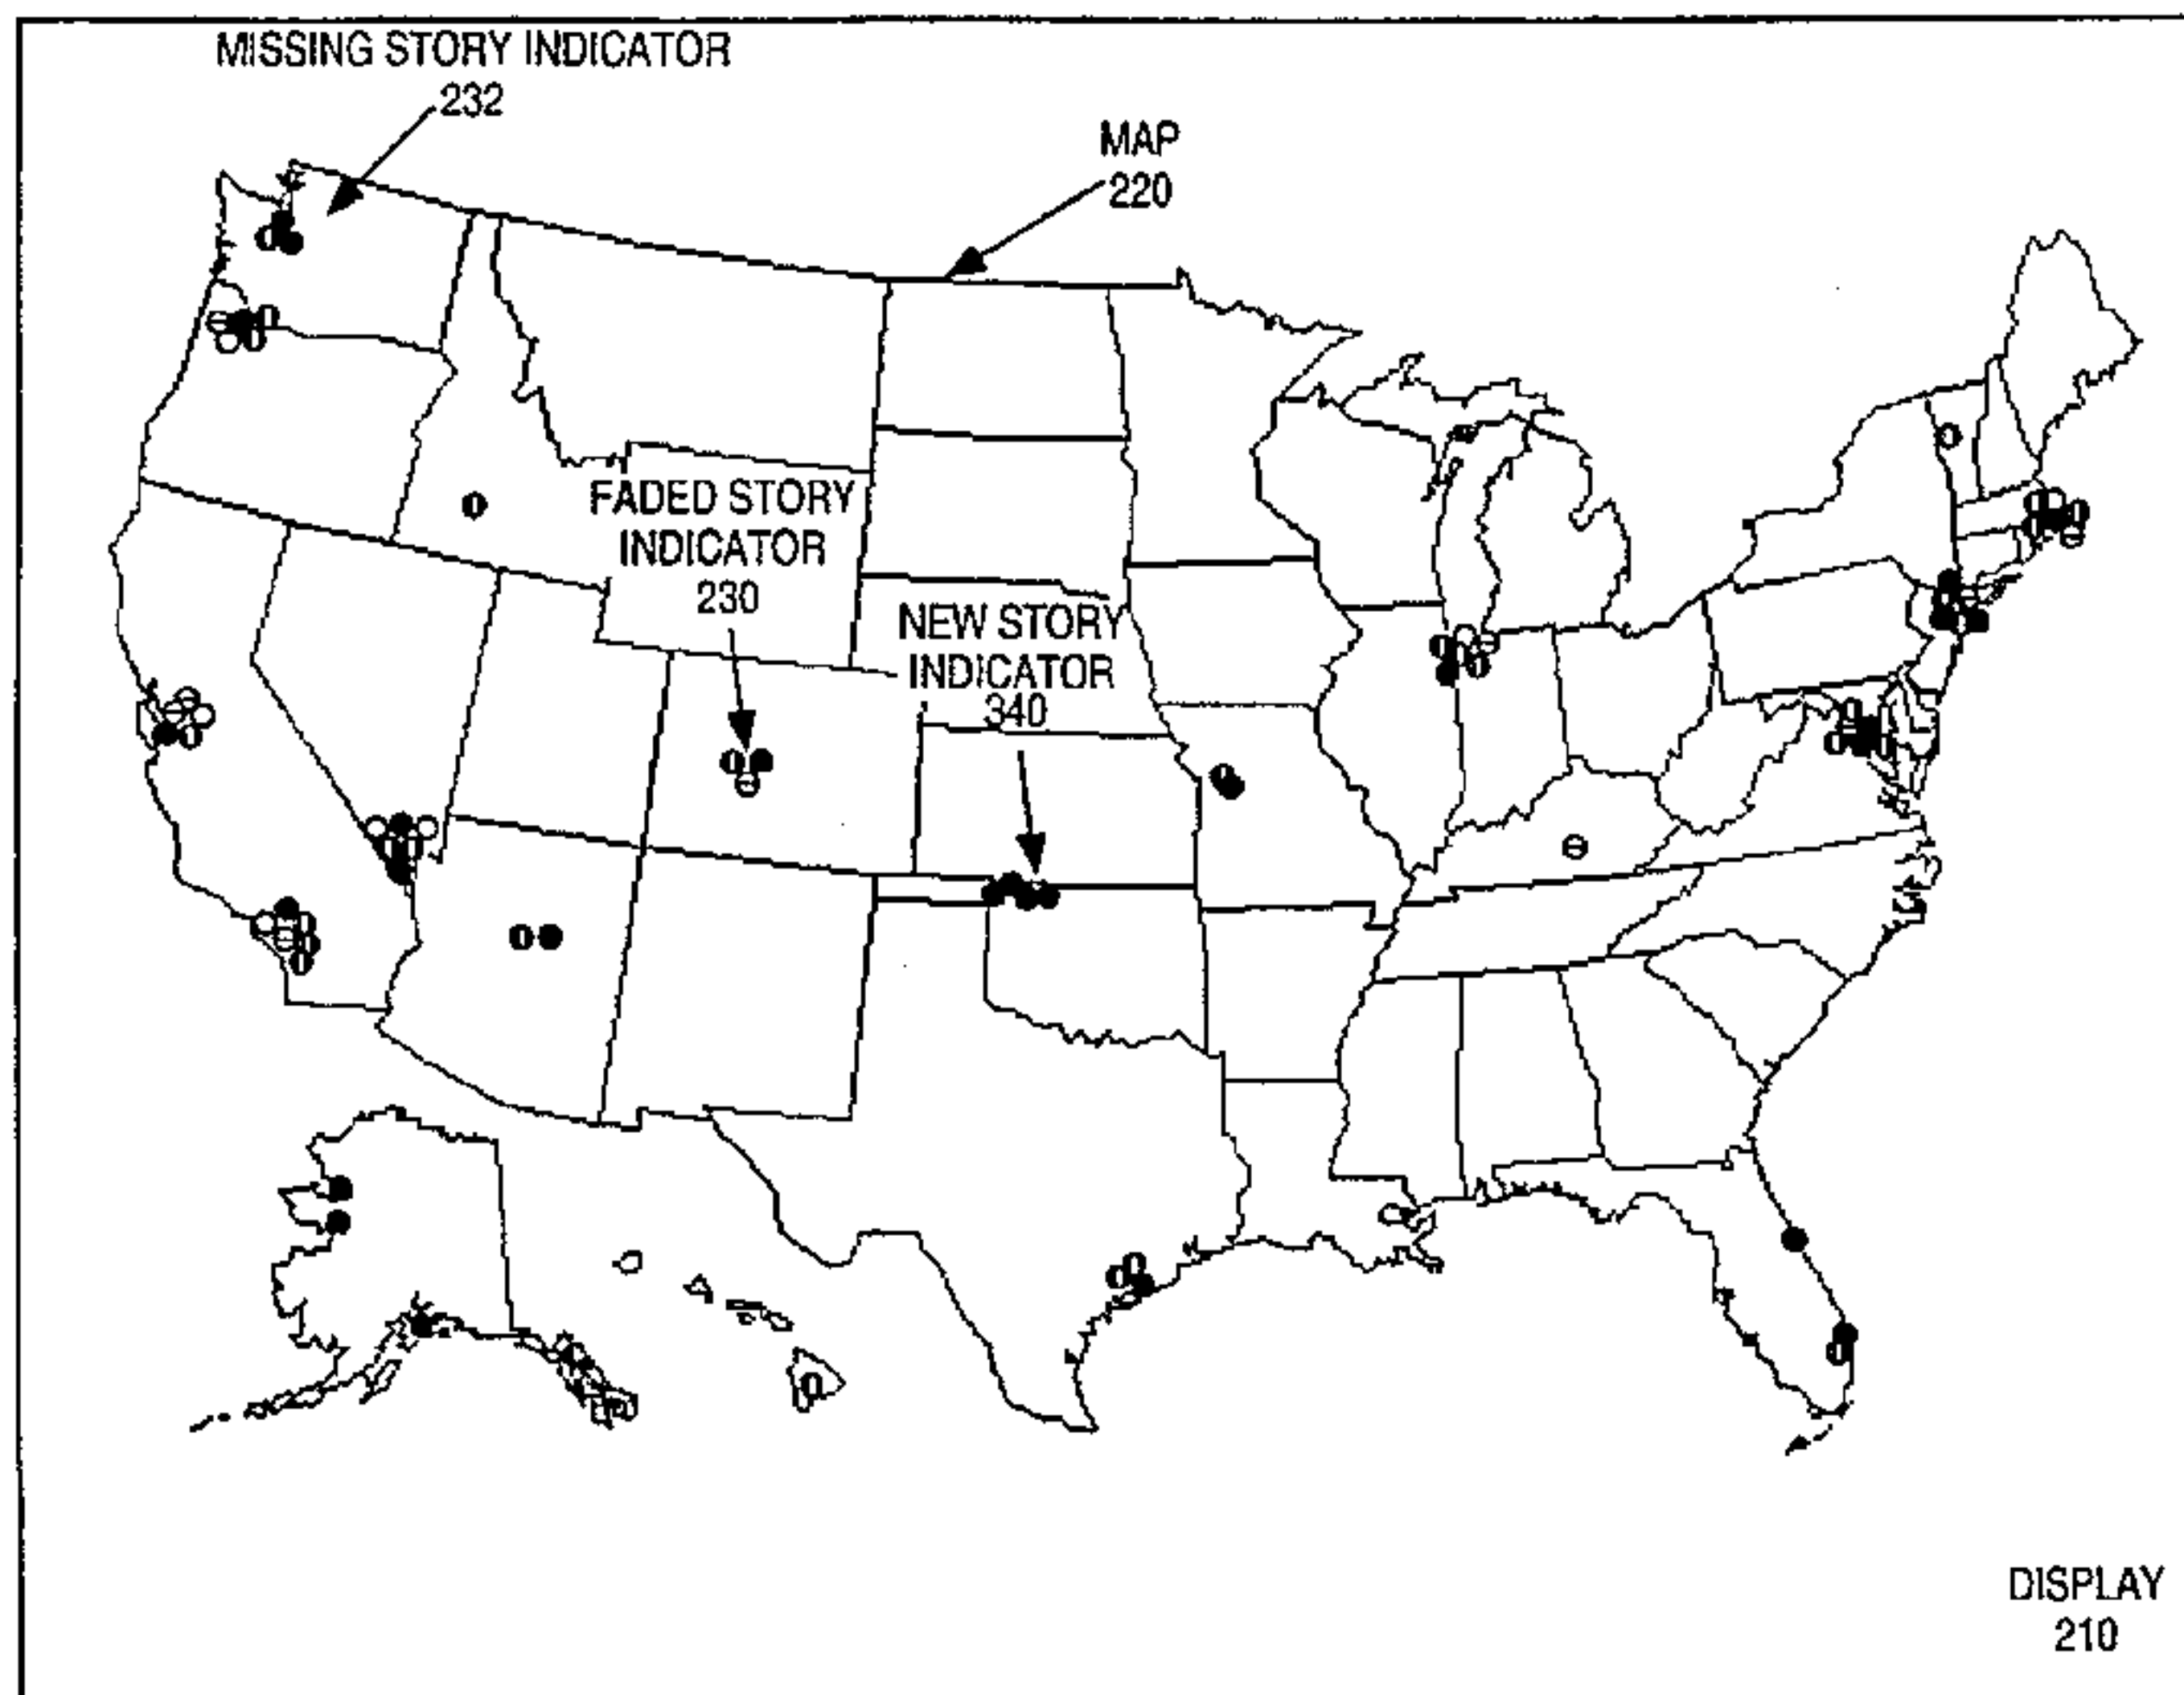 MISSING STORY INDICATOR
232
MAP
220
FADED STORY
INDICATOR
230
NEW STORY
INDICATOR
340
DISPLAY
210